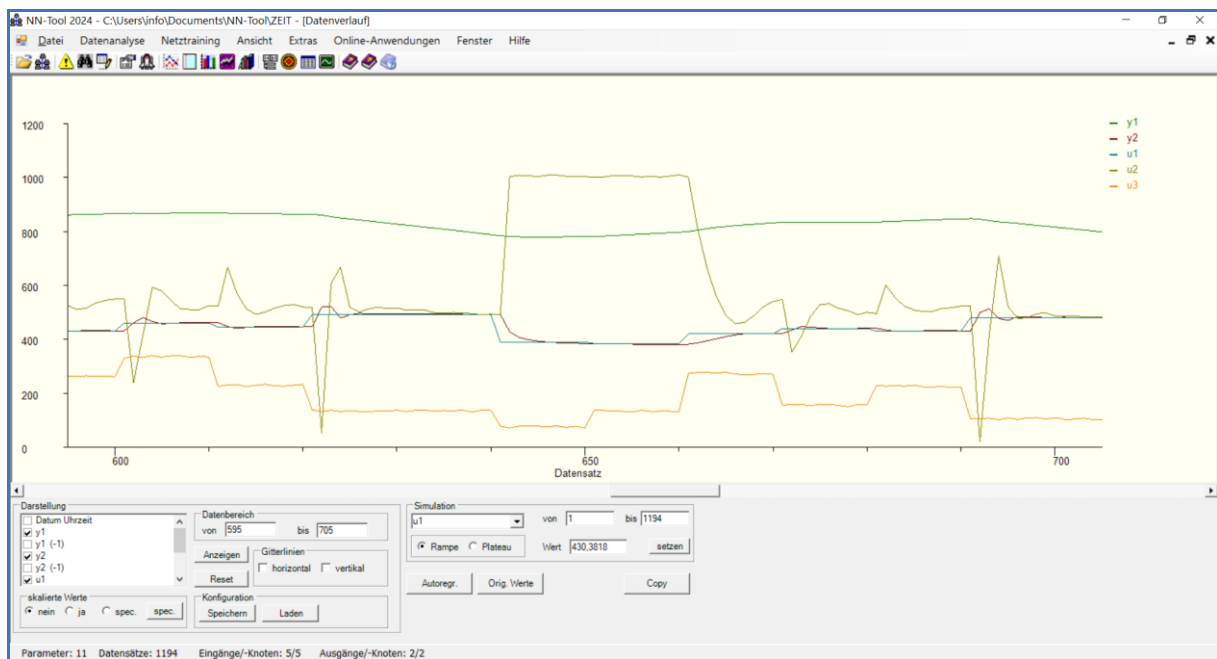 NN-Tool 2024 - C:\Users\info\Documents\NN-Tool\ZEIT - [Datenverlauf]
Datei Datenanalyse Netztraining Ansicht Extras Online-Anwendungen Fenster Hilfe
1200
1000
800
600
400
200
0
y1
y2
u1
u2
u3
600 650 700
Datensatz
Darstellung
Datum Uhrzeit
y1
y1 (-1)
y2
y2 (-1)
u1
skalierte Werte
nein ja spec. spec.
Datenbereich
von 595 bis 705
Anzeigen
Reset
Gitterlinien
horizontal vertikal
Konfiguration
Speichern Laden
Simulation
u1 von 1 bis 1194
Rampe Plateau Wert 430,3818 setzen
Autoregr. Orig. Werte Copy
Parameter: 11 Datensätze: 1194 Eingänge/-Knoten: 5/5 Ausgänge/-Knoten: 2/2